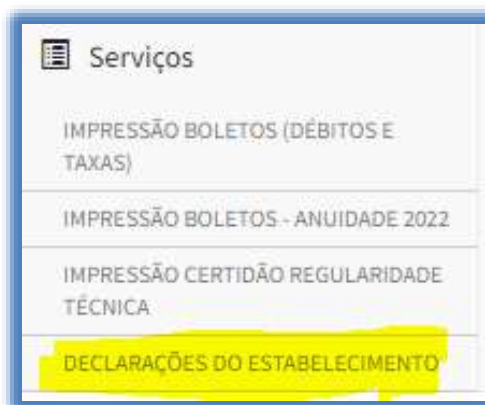 Serviços
IMPRESSÃO BOLETOS (DÉBITOS E
TAXAS)
IMPRESSÃO BOLETOS - ANUIDADE 2022
IMPRESSÃO CERTIDÃO REGULARIDADE
TÉCNICA
DECLARAÇÕES DO ESTABELECIMENTO